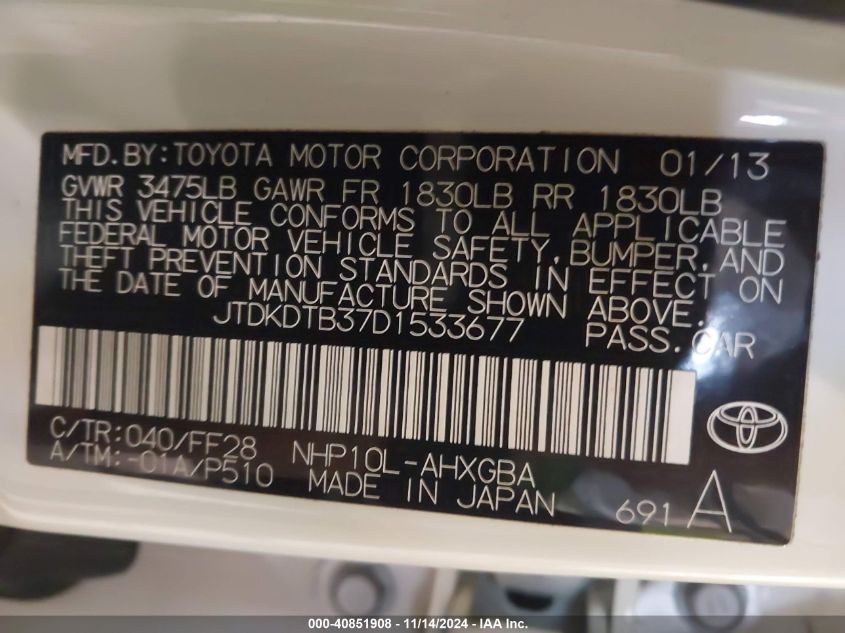 MFD.BY:TOYOTA MOTOR CORPORATION 01/13
GVWR 3475LB GAWR FR 1830LB RR 1830LB
THIS VEHICLE CONFORMS TO ALL APPLICABLE
FEDERAL MOTOR VEHICLE SAFETY,BUMPER,AND
THEFT PREVENTION STANDARDS IN EFFECT ON
THE DATE OF MANUFACTURE SHOWN ABOVE.
JTDKDTB37D1533677 PASS.CAR
C/TR:040/FF28 NHP10L-AHXGBA
A/TM:-01A/P510 MADE IN JAPAN 691 A
000-40851908 - 11/14/2024 - IAA Inc.